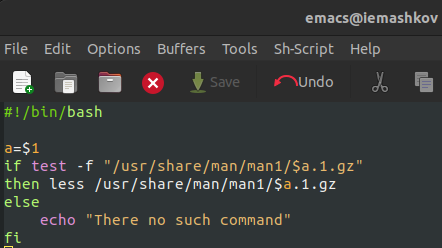 emacs@iemashkov
File Edit Options Buffers Tools Sh-Script Help
Save Undo
#!/bin/bash
a=$1
if test -f "/usr/share/man/man1/$a.1.gz"
then less /usr/share/man/man1/$a.1.gz
else
    echo "There no such command"
fi